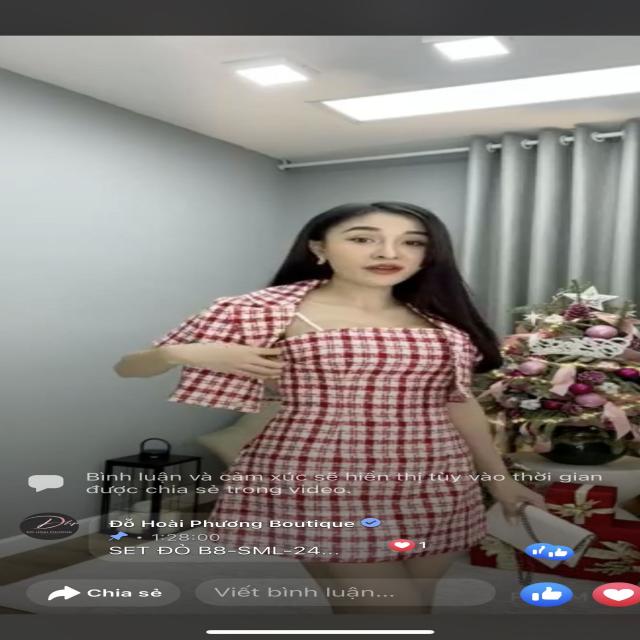 Bình luận và cảm xúc sẽ hiển thị tùy vào thời gian
được chia sẻ trong video.
Đỗ Hoài Phương Boutique
• 1:28:00
SET ĐỒ B8-SML-24...
1
Chia sẻ
Viết bình luận...